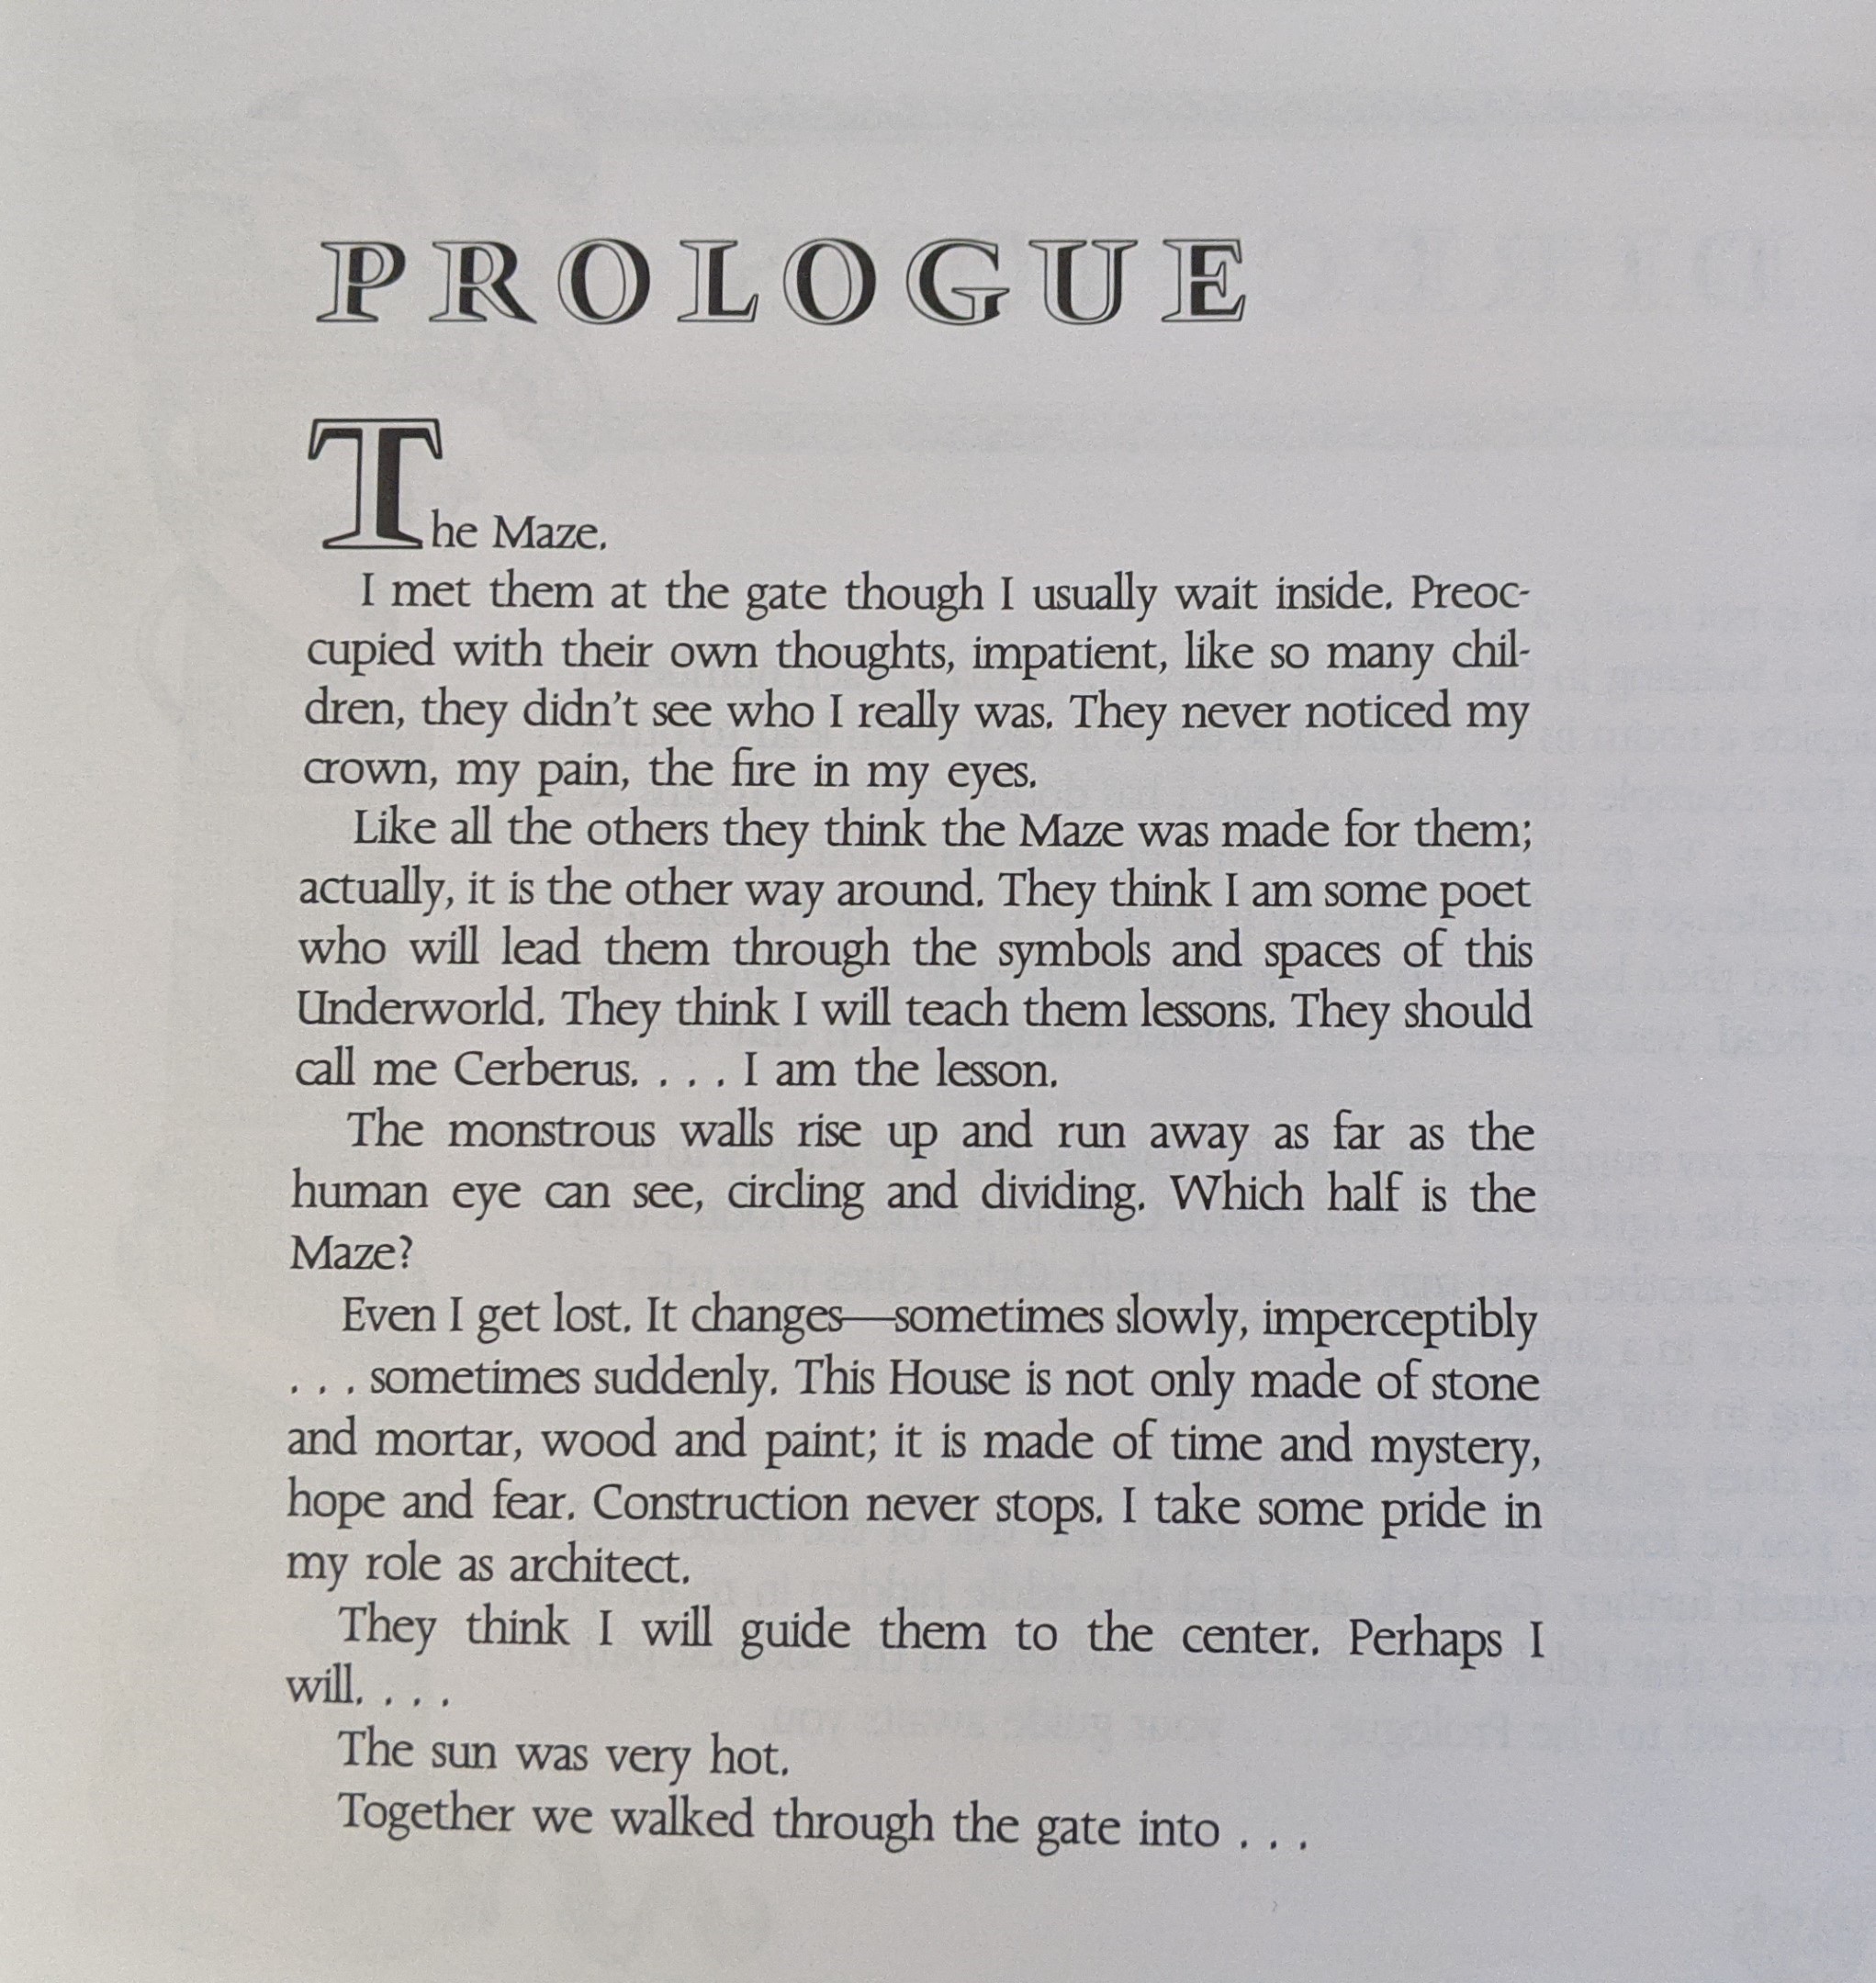 PROLOGUE
The Maze.
I met them at the gate though I usually wait inside. Preoc-
cupied with their own thoughts, impatient, like so many chil-
dren, they didn't see who I really was. They never noticed my
crown, my pain, the fire in my eyes.
Like all the others they think the Maze was made for them;
actually, it is the other way around. They think I am some poet
who will lead them through the symbols and spaces of this
Underworld. They think I will teach them lessons. They should
call me Cerberus. . . . I am the lesson.
The monstrous walls rise up and run away as far as the
human eye can see, circling and dividing. Which half is the
Maze?
Even I get lost. It changes—sometimes slowly, imperceptibly
. . . sometimes suddenly. This House is not only made of stone
and mortar, wood and paint; it is made of time and mystery,
hope and fear. Construction never stops. I take some pride in
my role as architect.
They think I will guide them to the center. Perhaps I
will. . . .
The sun was very hot.
Together we walked through the gate into . . .